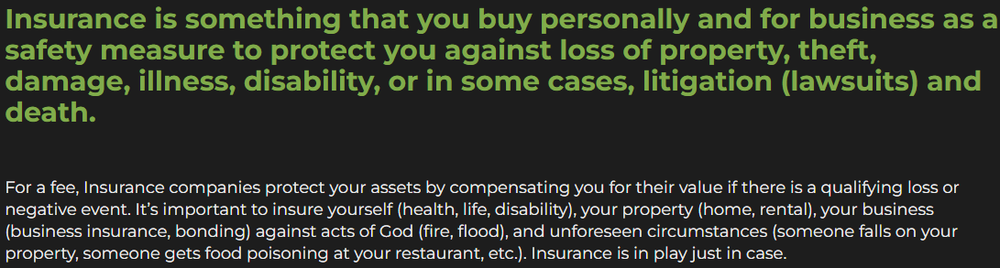 Insurance is something that you buy personally and for business as a
safety measure to protect you against loss of property, theft,
damage, illness, disability, or in some cases, litigation (lawsuits) and
death.
For a fee, Insurance companies protect your assets by compensating you for their value if there is a qualifying loss or
negative event. It’s important to insure yourself (health, life, disability), your property (home, rental), your business
(business insurance, bonding) against acts of God (fire, flood), and unforeseen circumstances (someone falls on your
property, someone gets food poisoning at your restaurant, etc.). Insurance is in play just in case.